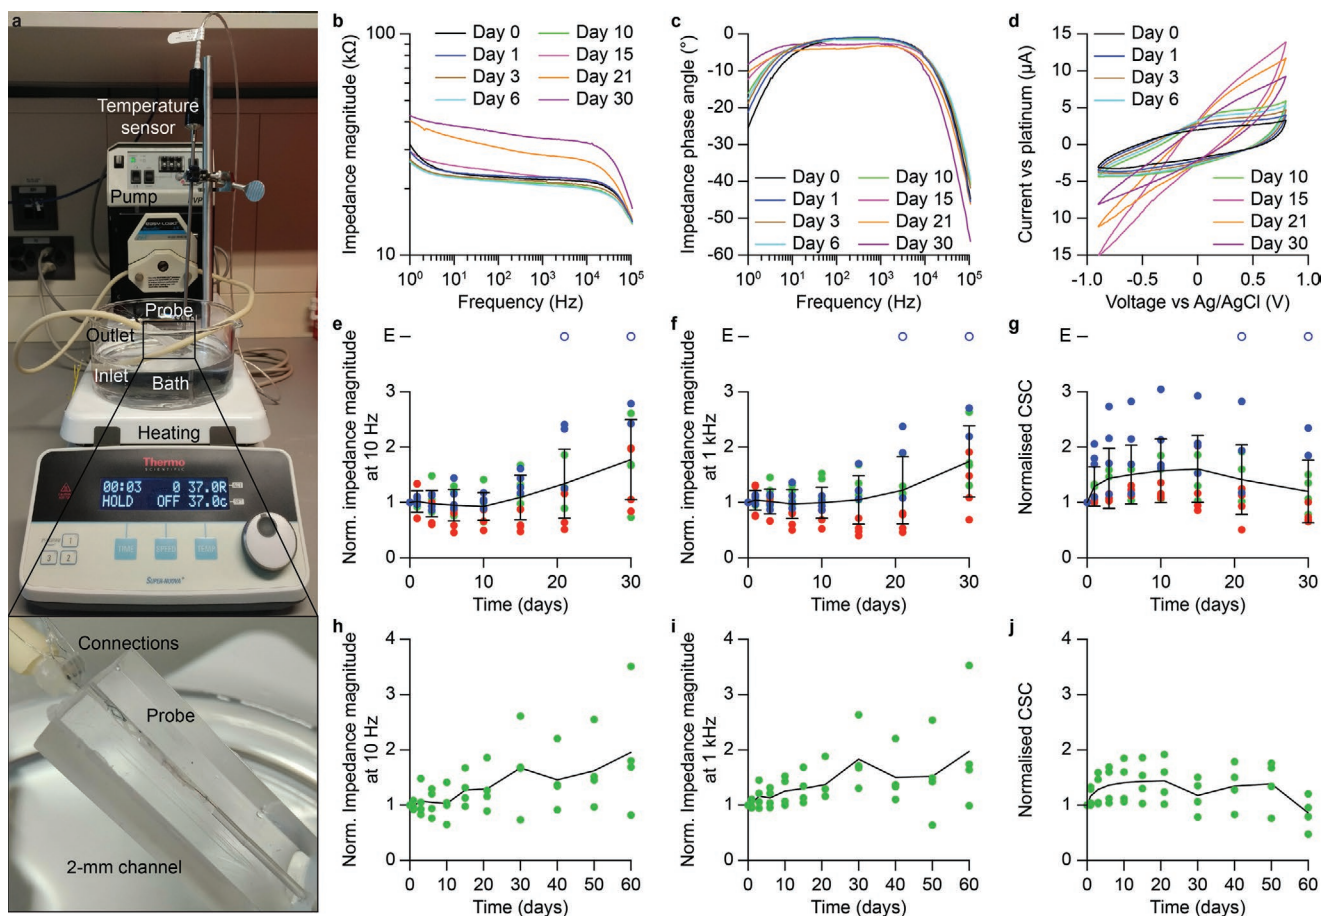 a
Temperature
sensor
Pump
Probe
Outlet
Inlet
Bath
Heating
Thermo
SCIENTIFIC
00:03 0 37.0R
HOLD OFF 37.0c
TIME
SPEED
TEMP
1
3
2
SUPER-NUOVA+
Connections
Probe
2-mm channel
b
Impedance magnitude (kΩ)
100
10
Day 0
Day 1
Day 3
Day 6
Day 10
Day 15
Day 21
Day 30
10⁰ 10¹ 10² 10³ 10⁴ 10⁵
Frequency (Hz)
c
Impedance phase angle (°)
0
-10
-20
-30
-40
-50
-60
Day 0
Day 1
Day 3
Day 6
Day 10
Day 15
Day 21
Day 30
10⁰ 10¹ 10² 10³ 10⁴ 10⁵
Frequency (Hz)
d
Current vs platinum (µA)
15
10
5
0
5
10
15
Day 0
Day 1
Day 3
Day 6
Day 10
Day 15
Day 21
Day 30
-1.0 -0.5 0 0.5 1.0
Voltage vs Ag/AgCl (V)
e
Norm. impedance magnitude
at 10 Hz
E
3
2
1
0
0 10 20 30
Time (days)
f
Norm. impedance magnitude
at 1 kHz
E
3
2
1
0
0 10 20 30
Time (days)
g
Normalised CSC
E
3
2
1
0
0 10 20 30
Time (days)
h
Norm. Impedance magnitude
at 10 Hz
4
3
2
1
0
0 10 20 30 40 50 60
Time (days)
i
Norm. Impedance magnitude
at 1 kHz
4
3
2
1
0
0 10 20 30 40 50 60
Time (days)
j
Normalised CSC
4
3
2
1
0
0 10 20 30 40 50 60
Time (days)